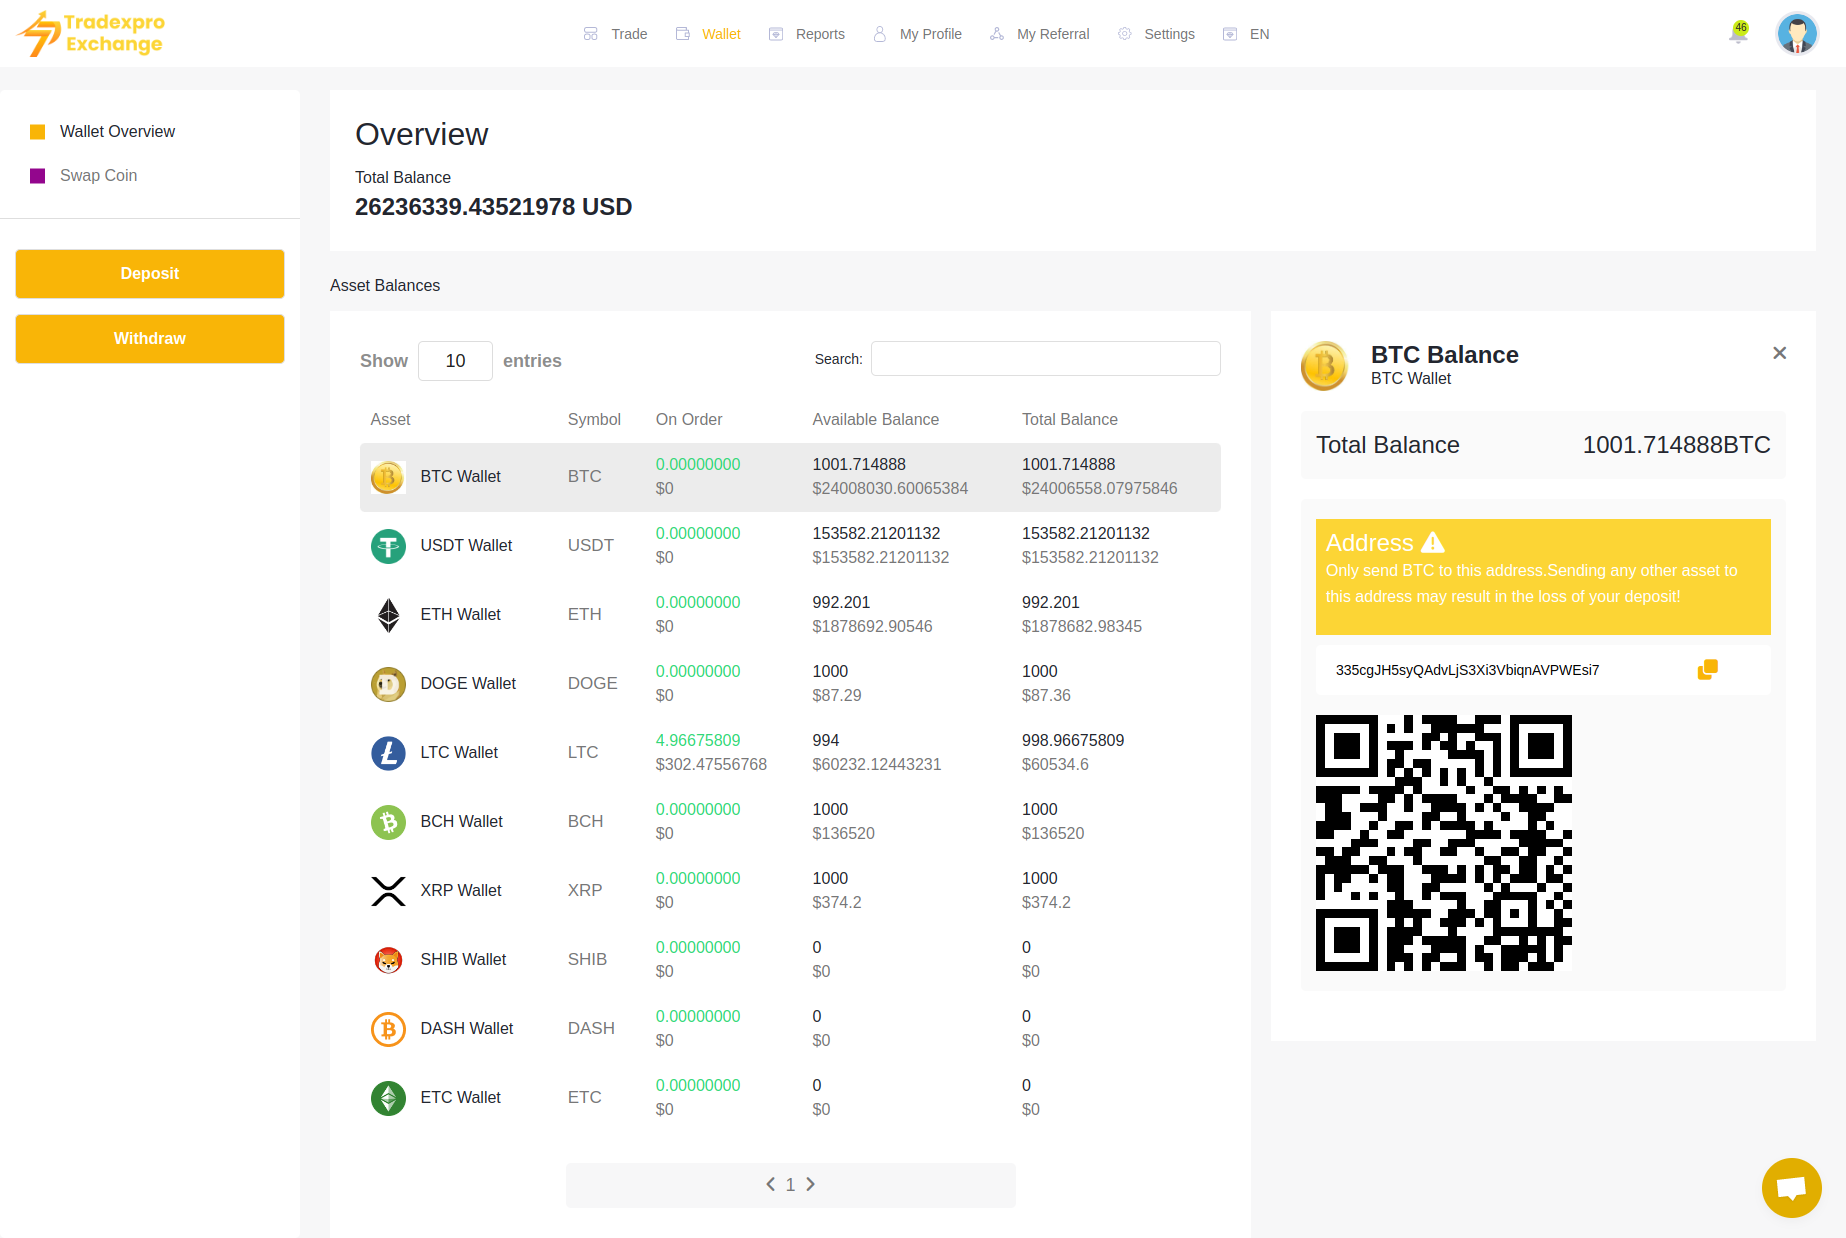 Tradexpro
Exchange
Trade
Wallet
Reports
My Profile
My Referral
Settings
EN
46
Wallet Overview
Swap Coin
Deposit
Withdraw
Overview
Total Balance
26236339.43521978 USD
Asset Balances
Show 10 entries
Search:
Asset Symbol On Order Available Balance Total Balance
BTC Wallet BTC 0.00000000 1001.714888 1001.714888
$0 $24008030.60065384 $24006558.07975846
USDT Wallet USDT 0.00000000 153582.21201132 153582.21201132
$0 $153582.21201132 $153582.21201132
ETH Wallet ETH 0.00000000 992.201 992.201
$0 $1878692.90546 $1878682.98345
DOGE Wallet DOGE 0.00000000 1000 1000
$0 $87.29 $87.36
LTC Wallet LTC 4.96675809 994 998.96675809
$302.47556768 $60232.12443231 $60534.6
BCH Wallet BCH 0.00000000 1000 1000
$0 $136520 $136520
XRP Wallet XRP 0.00000000 1000 1000
$0 $374.2 $374.2
SHIB Wallet SHIB 0.00000000 0 0
$0 $0 $0
DASH Wallet DASH 0.00000000 0 0
$0 $0 $0
ETC Wallet ETC 0.00000000 0 0
$0 $0 $0
1
BTC Balance
BTC Wallet
Total Balance 1001.714888BTC
Address
Only send BTC to this address.Sending any other asset to
this address may result in the loss of your deposit!
335cgJH5syQAdvLjS3Xi3VbiqnAVPWEsi7